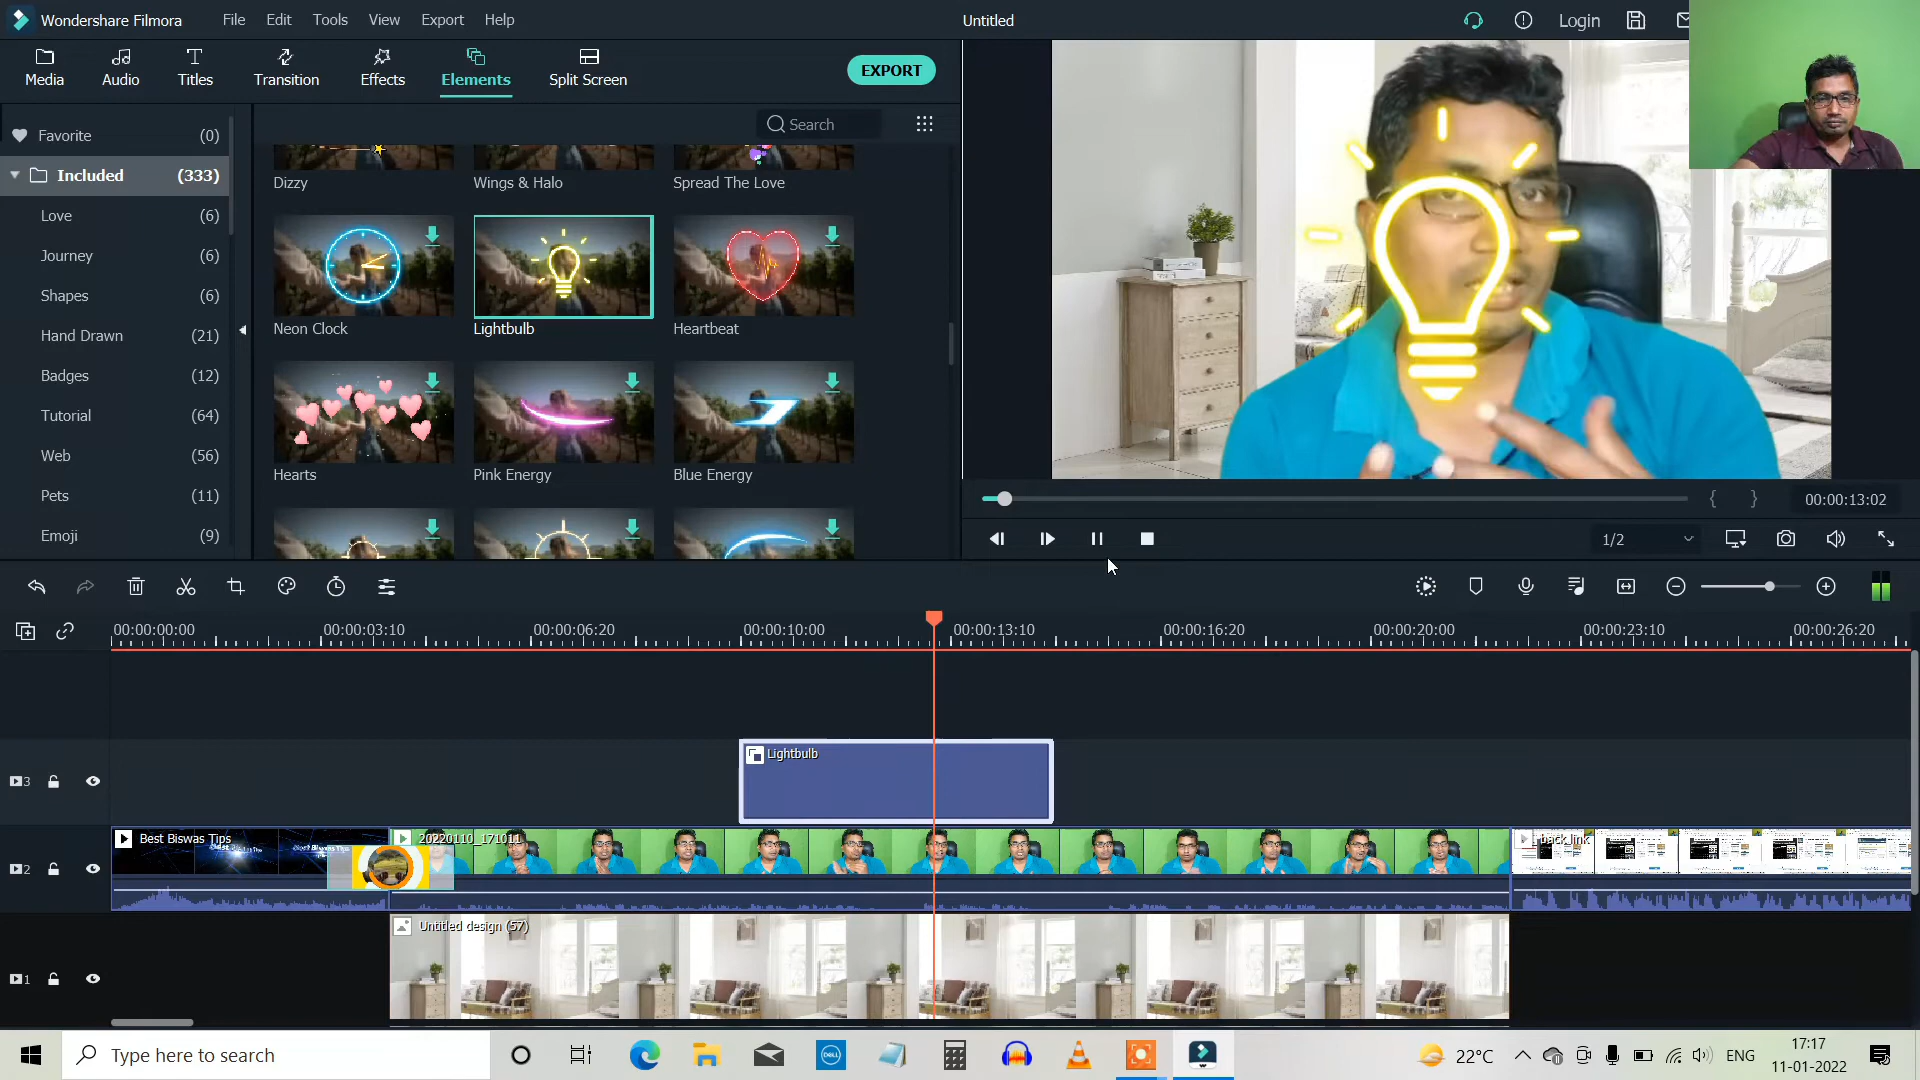 Wondershare Filmora File Edit Tools View Export Help Untitled Login
Media Audio Titles Transition Effects Elements Split Screen EXPORT
Favorite (0)
Search
Included (333)
Love (6)
Journey (6)
Shapes (6)
Hand Drawn (21)
Badges (12)
Tutorial (64)
Web (56)
Pets (11)
Emoji (9)
Dizzy Wings & Halo Spread The Love
Neon Clock Lightbulb Heartbeat
Hearts Pink Energy Blue Energy
{ } 00:00:13:02
1/2
00:00:00:00 00:00:03:10 00:00:06:20 00:00:10:00 00:00:13:10 00:00:16:20 00:00:20:00 00:00:23:10 00:00:26:20
Lightbulb
3
Best Biswas Tips 20220110_171011 back link
2
Untitled design (57)
1
Type here to search
DELL
22°C ENG
17:17
11-01-2022